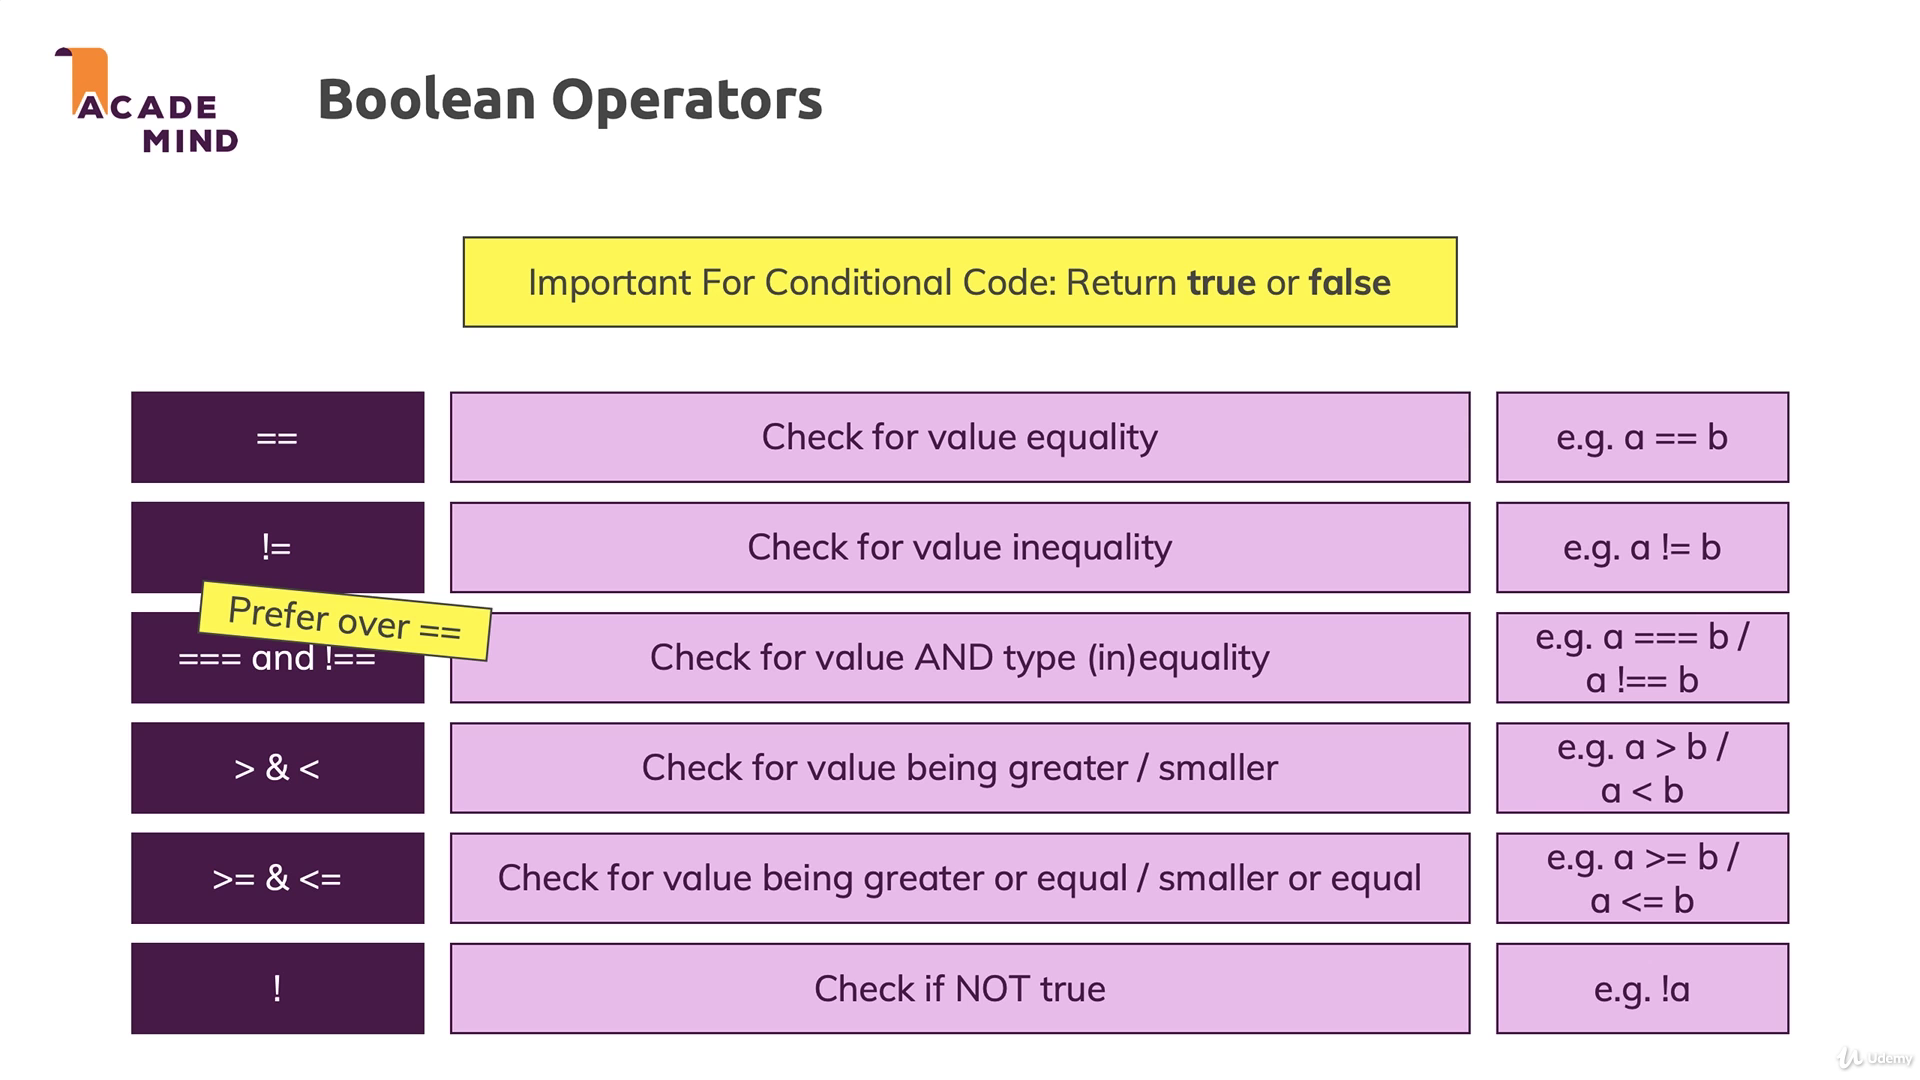 ACADE
MIND
Boolean Operators
Important For Conditional Code: Return true or false
==
Check for value equality
e.g. a == b
!=
Check for value inequality
e.g. a != b
Prefer over ==
=== and !==
Check for value AND type (in)equality
e.g. a === b /
a !== b
> & <
Check for value being greater / smaller
e.g. a > b /
a < b
>= & <=
Check for value being greater or equal / smaller or equal
e.g. a >= b /
a <= b
!
Check if NOT true
e.g. !a
Udemy